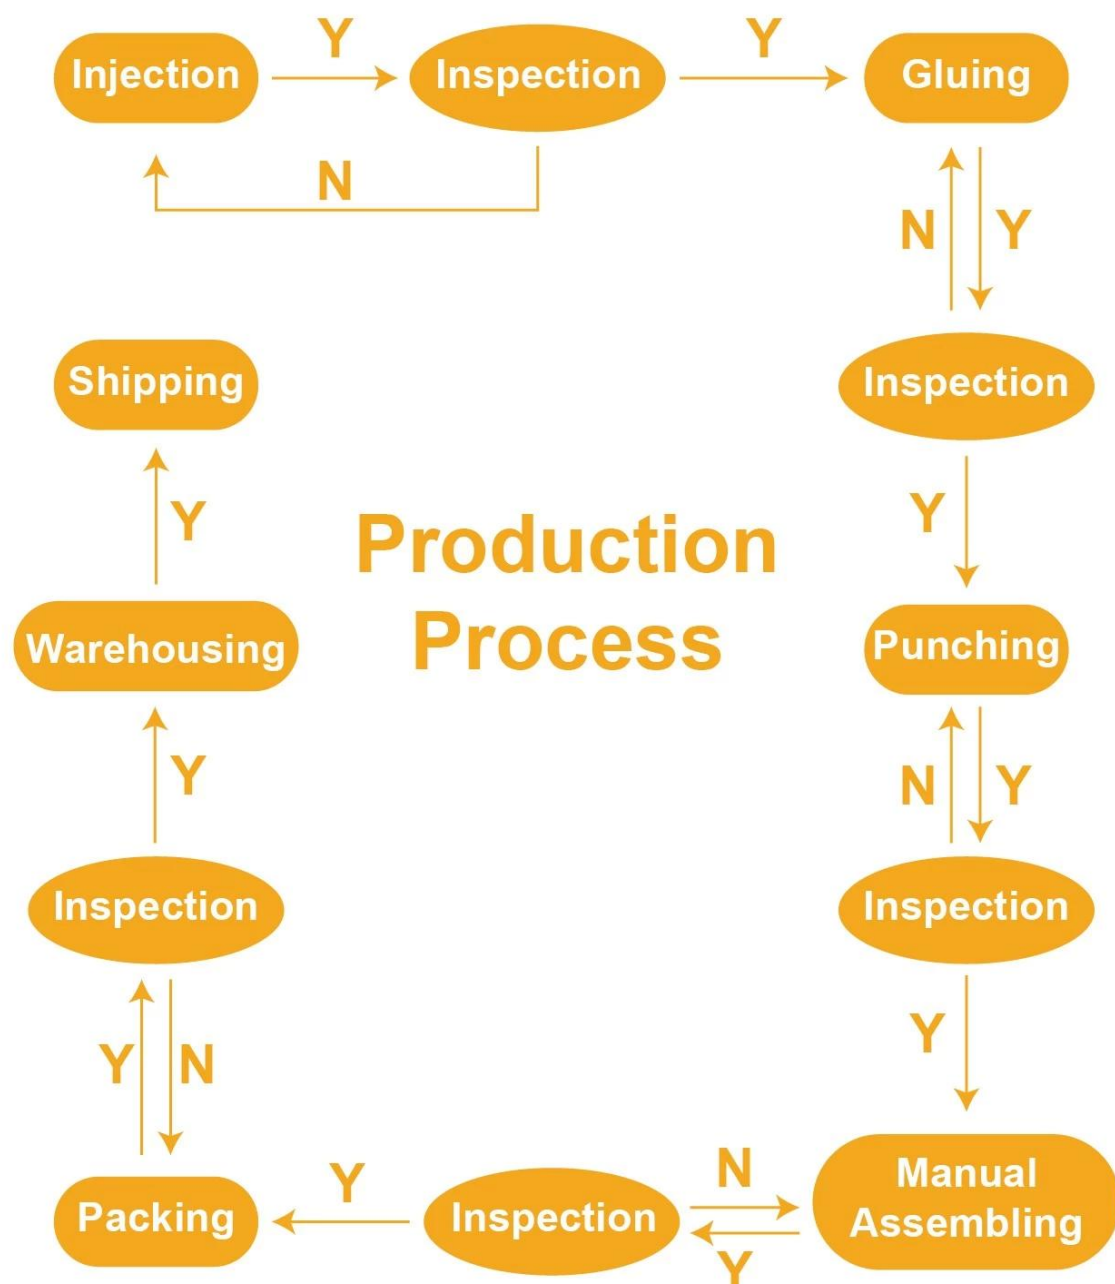 Injection
Y
Inspection
Y
Gluing
N
N
Y
Inspection
Y
Punching
N
Y
Inspection
Y
Manual
Assembling
N
Y
Inspection
Y
Packing
Y
N
Inspection
Y
Warehousing
Y
Shipping
Production
Process